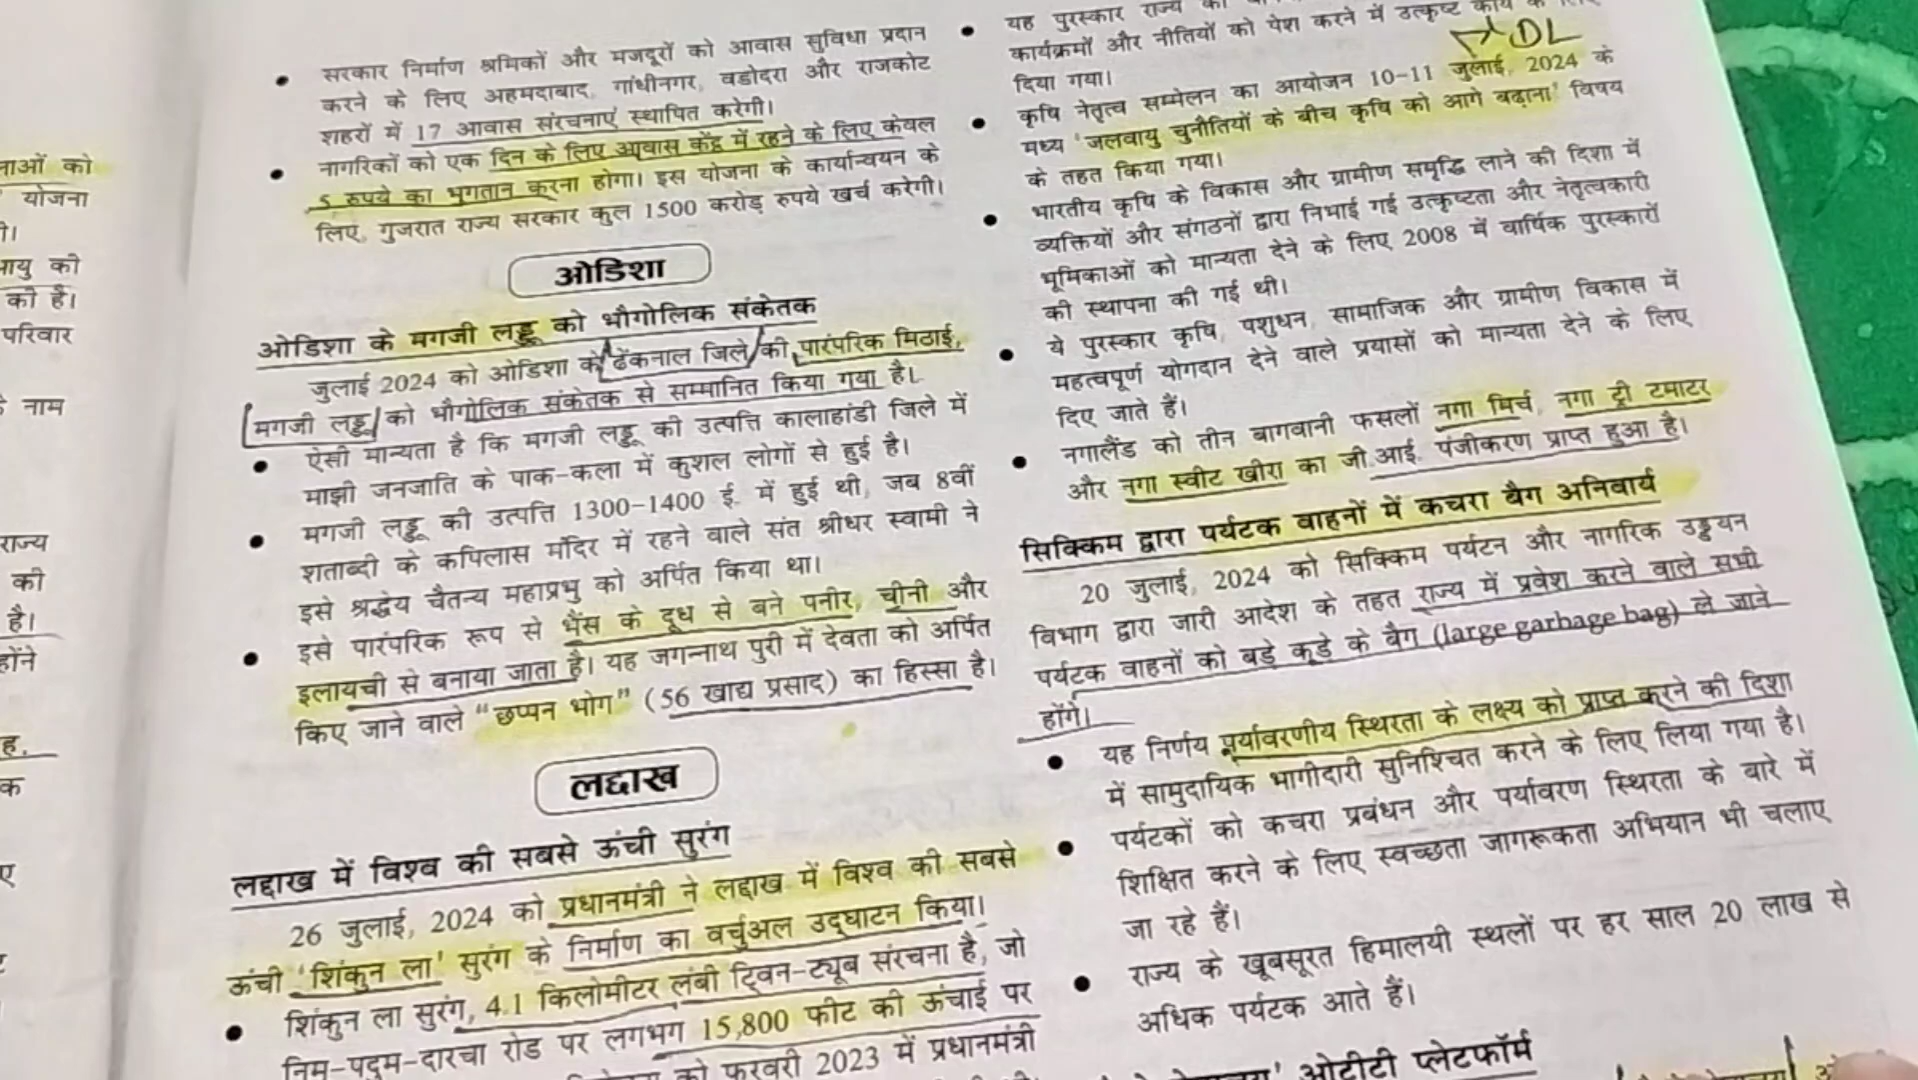 नाओं को
योजना
ी।
नायु की
की है।
परिवार
नाम
राज्य
की
है।
होंने
ह.
क
ए
सरकार निर्माण श्रमिकों और मजदूरों को आवास सुविधा प्रदान
करने के लिए अहमदाबाद, गांधीनगर, वडोदरा और राजकोट
शहरों में 17 आवास संरचनाएं स्थापित करेगी।
नागरिकों को एक दिन के लिए आवास केंद्र में रहने के लिए केवल
5 रुपये का भुगतान करना होगा। इस योजना के कार्यान्वयन के
लिए, गुजरात राज्य सरकार कुल 1500 करोड़ रुपये खर्च करेगी।
ओडिशा
ओडिशा के मगजी लड्डू को भौगोलिक संकेतक
जुलाई 2024 को ओडिशा के ढेंकनाल जिले की पारंपरिक मिठाई,
मगजी लड्डू को भौगोलिक संकेतक से सम्मानित किया गया है।
ऐसी मान्यता है कि मगजी लड्डू की उत्पत्ति कालाहांडी जिले में
माझी जनजाति के पाक-कला में कुशल लोगों से हुई है।
मगजी लड्डू की उत्पत्ति 1300-1400 ई. में हुई थी, जब 8वीं
शताब्दी के कपिलास मंदिर में रहने वाले संत श्रीधर स्वामी ने
इसे श्रद्धेय चैतन्य महाप्रभु को अर्पित किया था।
इसे पारंपरिक रूप से भैंस के दूध से बने पनीर, चीनी और
इलायची से बनाया जाता है। यह जगन्नाथ पुरी में देवता को अर्पित
किए जाने वाले "छप्पन भोग" (56 खाद्य प्रसाद) का हिस्सा है।
लद्दाख
लद्दाख में विश्व की सबसे ऊंची सुरंग
26 जुलाई, 2024 को प्रधानमंत्री ने लद्दाख में विश्व की सबसे
ऊंची 'शिंकुन ला' सुरंग के निर्माण का वर्चुअल उद्घाटन किया।
शिंकुन ला सुरंग, 4.1 किलोमीटर लंबी ट्विन-ट्यूब संरचना है, जो
निमू-पदुम-दारचा रोड पर लगभग 15,800 फीट की ऊंचाई पर
को फरवरी 2023 में प्रधानमंत्री
यह पुरस्कार राज्य
कार्यक्रमों और नीतियों को पेश करने में उत्कृष्ट कार्य के लिए
दिया गया।
DL
कृषि नेतृत्व सम्मेलन का आयोजन 10-11 जुलाई, 2024 के
मध्य 'जलवायु चुनौतियों के बीच कृषि को आगे बढ़ाना' विषय
के तहत किया गया।
भारतीय कृषि के विकास और ग्रामीण समृद्धि लाने की दिशा में
व्यक्तियों और संगठनों द्वारा निभाई गई उत्कृष्टता और नेतृत्वकारी
भूमिकाओं को मान्यता देने के लिए 2008 में वार्षिक पुरस्कारों
की स्थापना की गई थी।
ये पुरस्कार कृषि, पशुधन, सामाजिक और ग्रामीण विकास में
महत्वपूर्ण योगदान देने वाले प्रयासों को मान्यता देने के लिए
दिए जाते हैं।
नगालैंड को तीन बागवानी फसलों नगा मिर्च, नगा ट्री टमाटर
और नगा स्वीट खीरा का जी.आई. पंजीकरण प्राप्त हुआ है।
सिक्किम द्वारा पर्यटक वाहनों में कचरा बैग अनिवार्य
20 जुलाई, 2024 को सिक्किम पर्यटन और नागरिक उड्डयन
विभाग द्वारा जारी आदेश के तहत राज्य में प्रवेश करने वाले सभी
पर्यटक वाहनों को बड़े कूड़े के बैग (large garbage bag) ले जाने
होंगे।
यह निर्णय पर्यावरणीय स्थिरता के लक्ष्य को प्राप्त करने की दिशा
में सामुदायिक भागीदारी सुनिश्चित करने के लिए लिया गया है।
पर्यटकों को कचरा प्रबंधन और पर्यावरण स्थिरता के बारे में
शिक्षित करने के लिए स्वच्छता जागरूकता अभियान भी चलाए
जा रहे हैं।
राज्य के खूबसूरत हिमालयी स्थलों पर हर साल 20 लाख से
अधिक पर्यटक आते हैं।
ओटीटी प्लेटफॉर्म